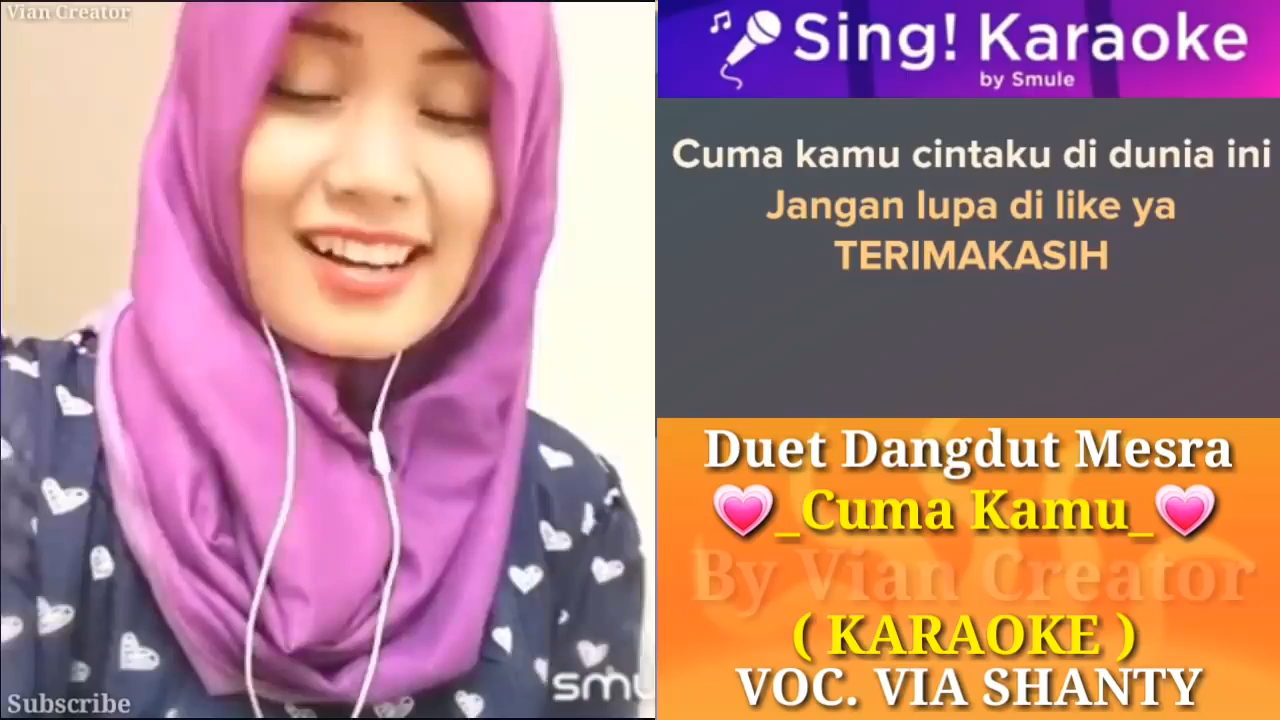 Vian Creator
Sing! Karaoke
by Smule
Cuma kamu cintaku di dunia ini
Jangan lupa di like ya
TERIMAKASIH
Duet Dangdut Mesra
_Cuma Kamu_
By Vian Creator
( KARAOKE )
VOC. VIA SHANTY
smu
Subscribe